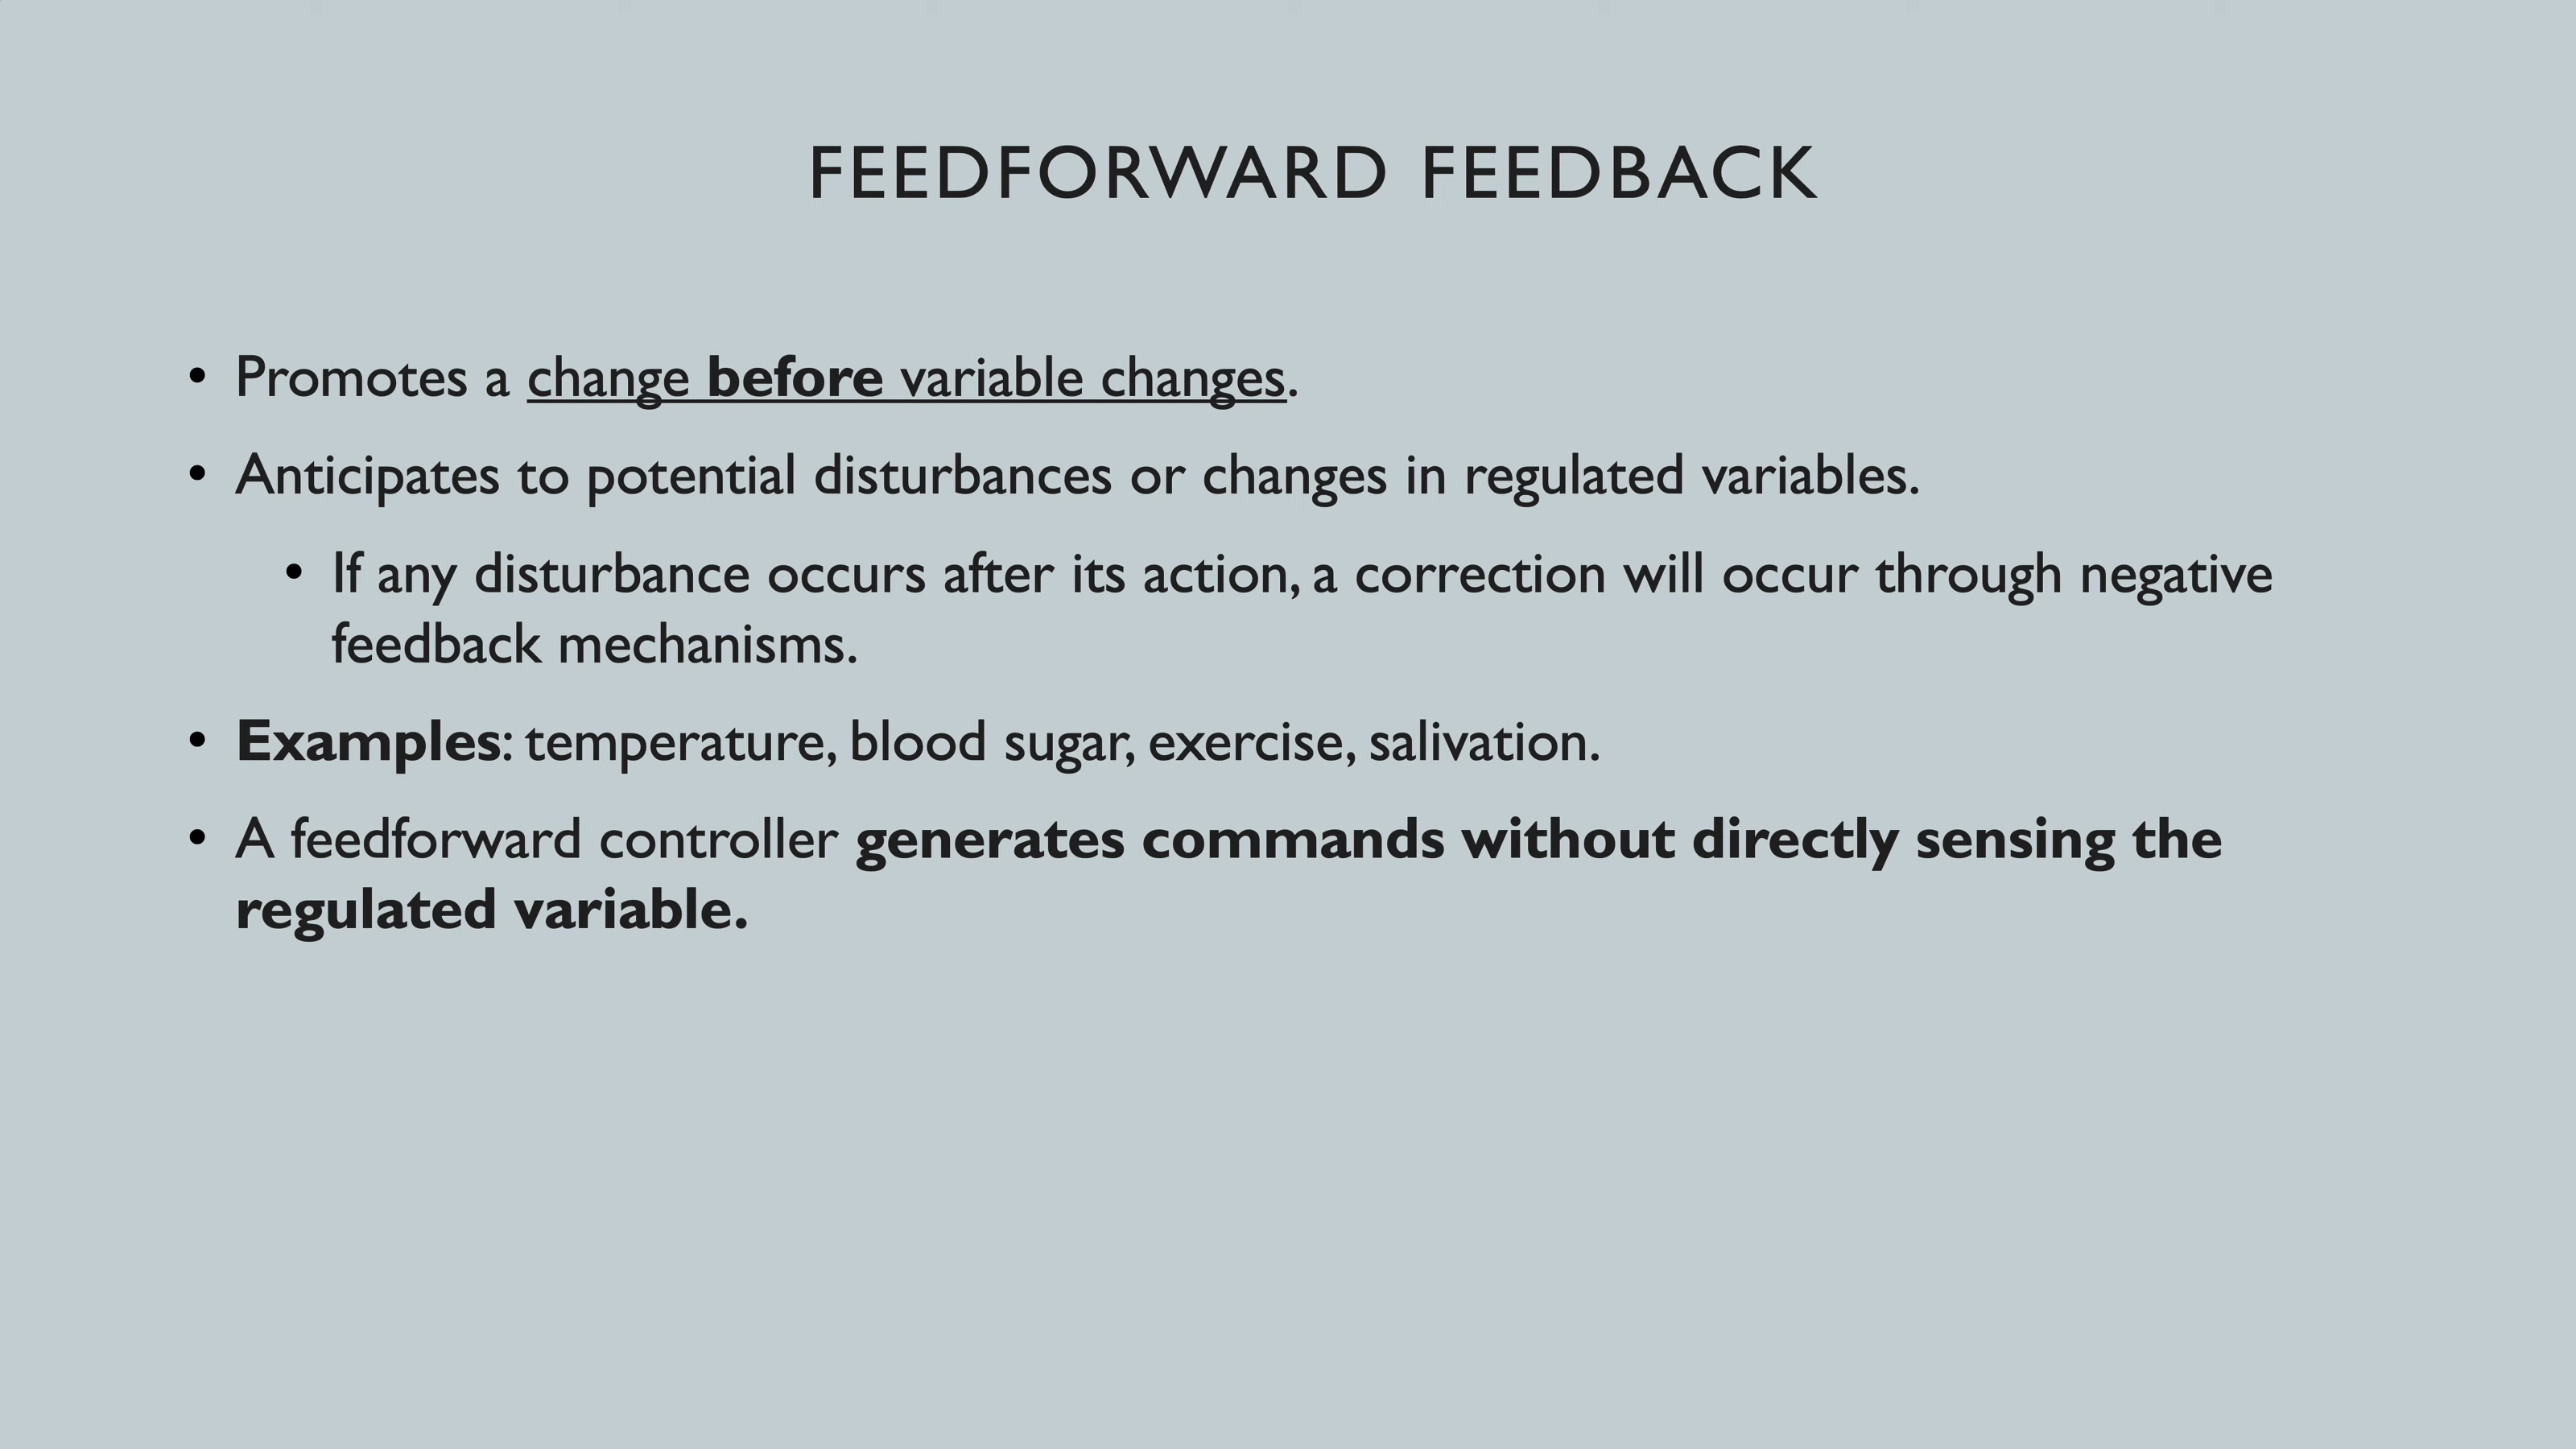 FEEDFORWARD FEEDBACK
• Promotes a change before variable changes.
• Anticipates to potential disturbances or changes in regulated variables.
• If any disturbance occurs after its action, a correction will occur through negative
feedback mechanisms.
• Examples: temperature, blood sugar, exercise, salivation.
• A feedforward controller generates commands without directly sensing the
regulated variable.